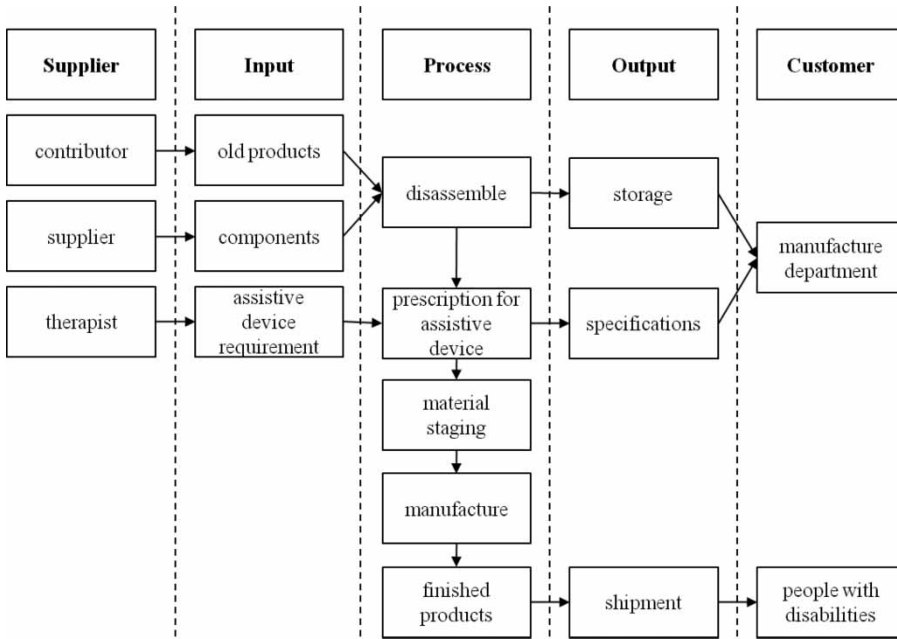 Supplier
Input
Process
Output
Customer
contributor
old products
disassemble
storage
supplier
components
manufacture
department
therapist
assistive
device
requirement
prescription for
assistive
device
specifications
material
staging
manufacture
finished
products
shipment
people with
disabilities